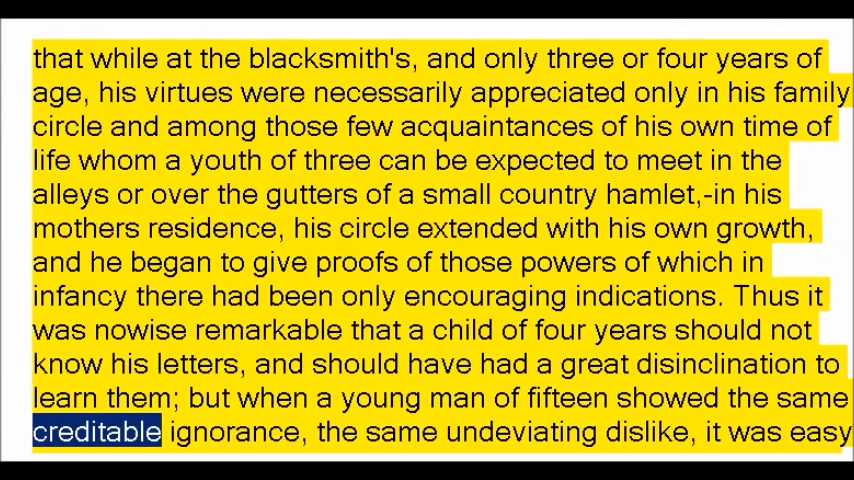 that while at the blacksmith's, and only three or four years of
age, his virtues were necessarily appreciated only in his family
circle and among those few acquaintances of his own time of
life whom a youth of three can be expected to meet in the
alleys or over the gutters of a small country hamlet,-in his
mothers residence, his circle extended with his own growth,
and he began to give proofs of those powers of which in
infancy there had been only encouraging indications. Thus it
was nowise remarkable that a child of four years should not
know his letters, and should have had a great disinclination to
learn them; but when a young man of fifteen showed the same
creditable ignorance, the same undeviating dislike, it was easy